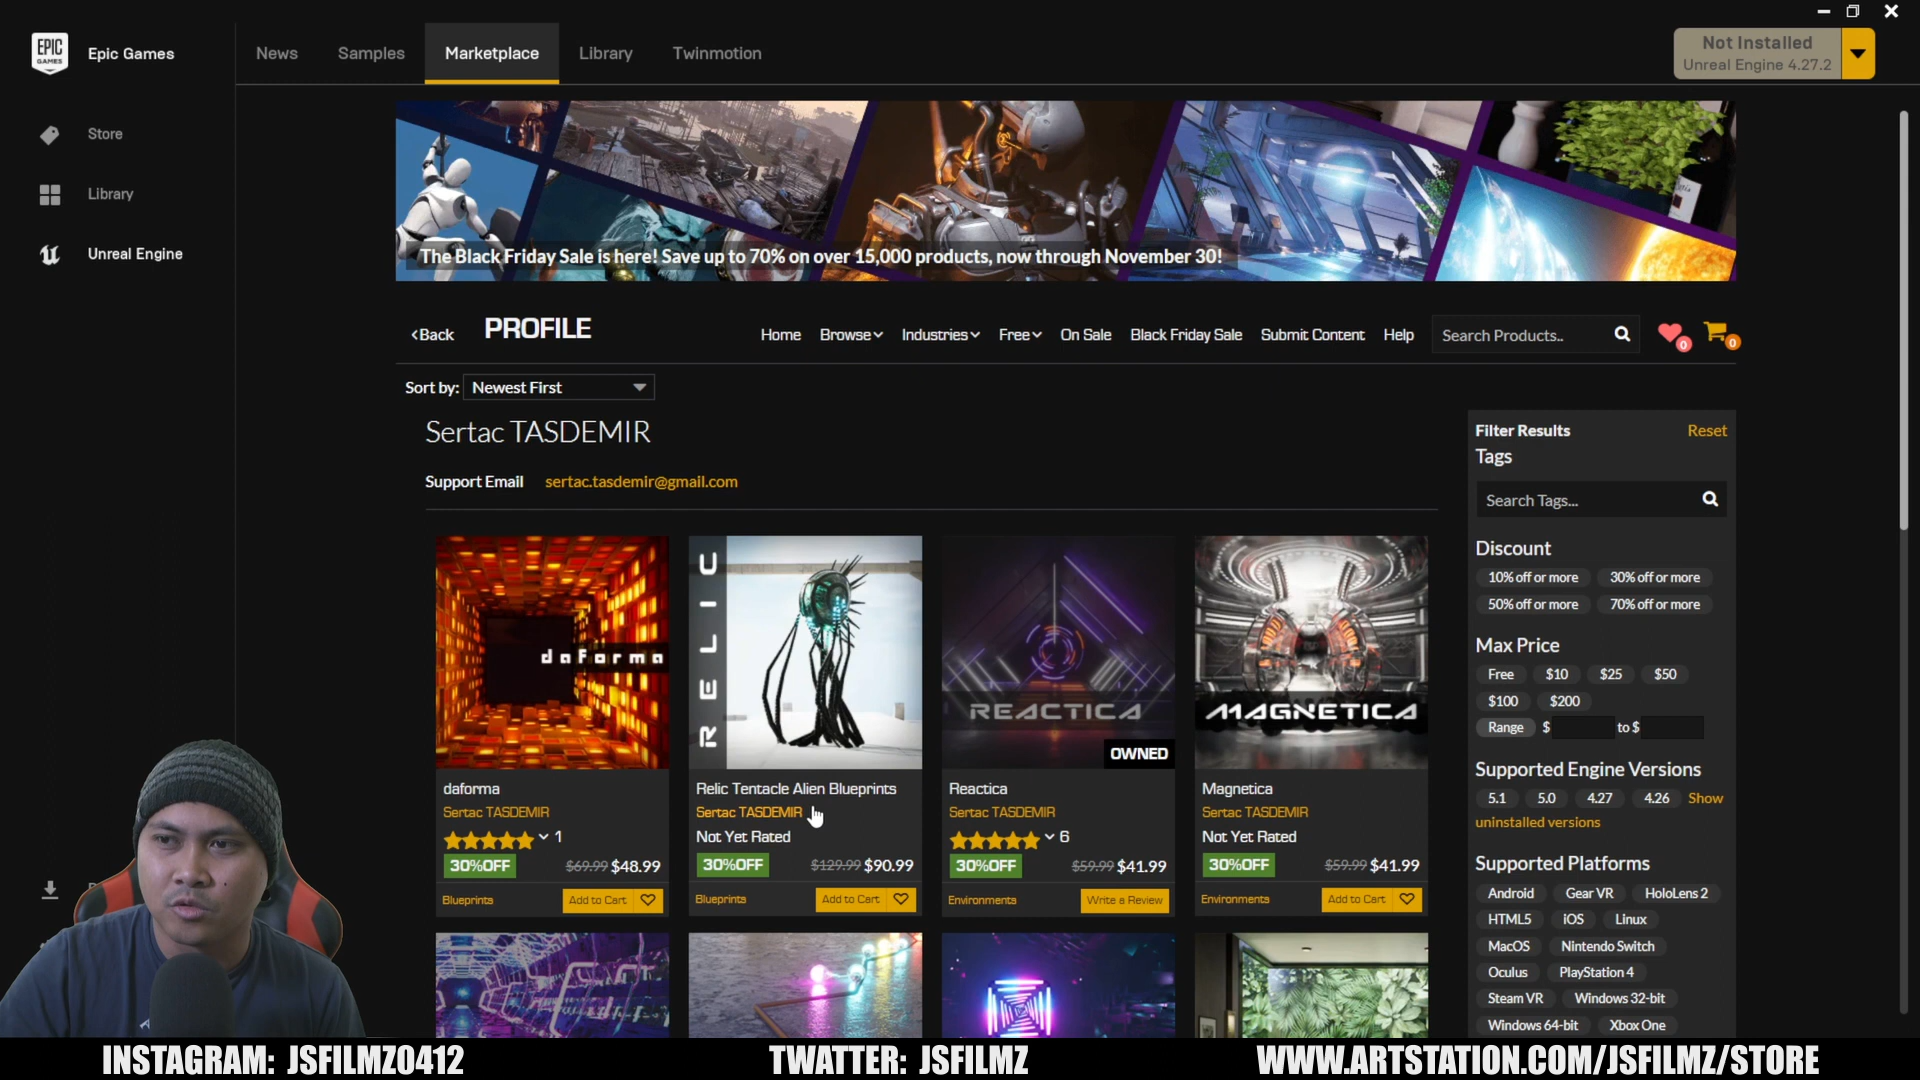 EPIC GAMES
Epic Games
News
Samples
Marketplace
Library
Twinmotion
Not Installed
Unreal Engine 4.27.2
Store
Library
Unreal Engine
The Black Friday Sale is here! Save up to 70% on over 15,000 products, now through November 30!
Back
PROFILE
Home
Browse
Industries
Free
On Sale
Black Friday Sale
Submit Content
Help
Search Products..
0
0
Sort by:
Newest First
Sertac TASDEMIR
Support Email
sertac.tasdemir@gmail.com
daforma
RELIC
REACTICA
OWNED
MAGNETICA
daforma
Sertac TASDEMIR
1
30%OFF
$69.99 $48.99
Blueprints
Add to Cart
Relic Tentacle Alien Blueprints
Sertac TASDEMIR
Not Yet Rated
30%OFF
$129.99 $90.99
Blueprints
Add to Cart
Reactica
Sertac TASDEMIR
6
30%OFF
$59.99 $41.99
Environments
Write a Review
Magnetica
Sertac TASDEMIR
Not Yet Rated
30%OFF
$59.99 $41.99
Environments
Add to Cart
Filter Results
Reset
Tags
Search Tags...
Discount
10% off or more
30% off or more
50% off or more
70% off or more
Max Price
Free
$10
$25
$50
$100
$200
Range
$
to $
Supported Engine Versions
5.1
5.0
4.27
4.26
Show
uninstalled versions
Supported Platforms
Android
Gear VR
HoloLens 2
HTML5
iOS
Linux
MacOS
Nintendo Switch
Oculus
PlayStation 4
Steam VR
Windows 32-bit
Windows 64-bit
Xbox One
INSTAGRAM: JSFILMZ0412
TWATTER: JSFILMZ
WWW.ARTSTATION.COM/JSFILMZ/STORE